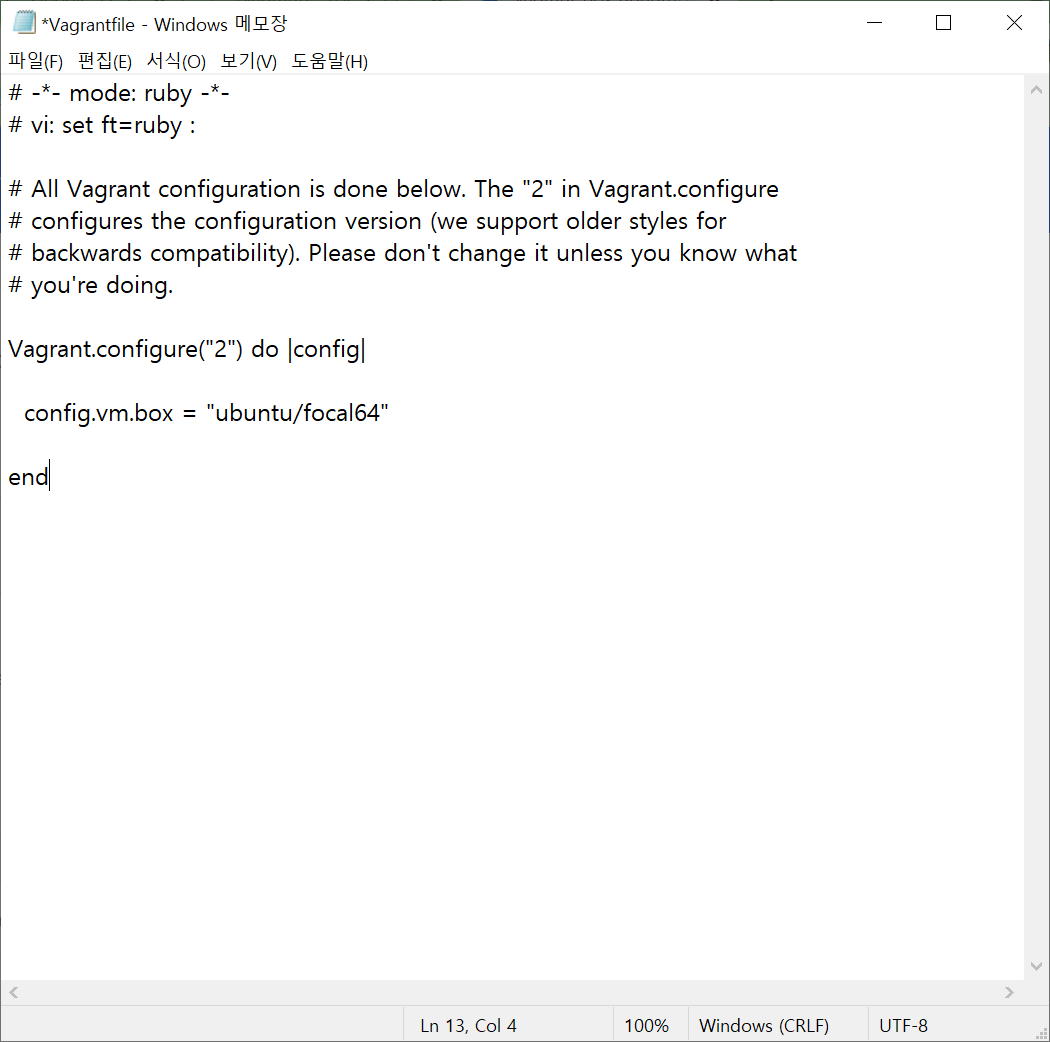 *Vagrantfile - Windows 메모장
파일(F) 편집(E) 서식(O) 보기(V) 도움말(H)
# -*- mode: ruby -*-
# vi: set ft=ruby :
# All Vagrant configuration is done below. The "2" in Vagrant.configure
# configures the configuration version (we support older styles for
# backwards compatibility). Please don't change it unless you know what
# you're doing.
Vagrant.configure("2") do |config|
config.vm.box = "ubuntu/focal64"
end
Ln 13, Col 4 100% Windows (CRLF) UTF-8